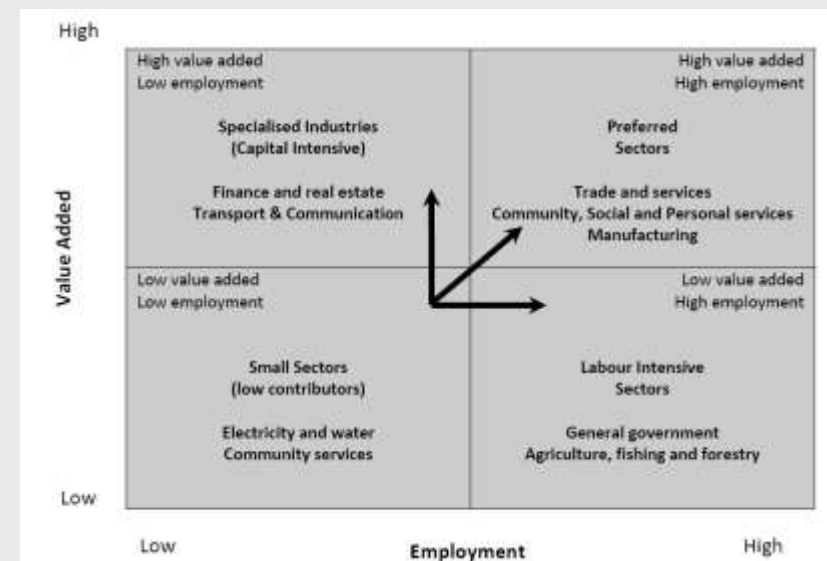 High
High value added
Low employment
Specialised Industries
(Capital Intensive)
Finance and real estate
Transport & Communication
High value added
High employment
Preferred
Sectors
Trade and services
Community, Social and Personal services
Manufacturing
Value Added
Low value added
Low employment
Small Sectors
(low contributors)
Electricity and water
Community services
Low value added
High employment
Labour Intensive
Sectors
General government
Agriculture, fishing and forestry
Low
Low
Employment
High